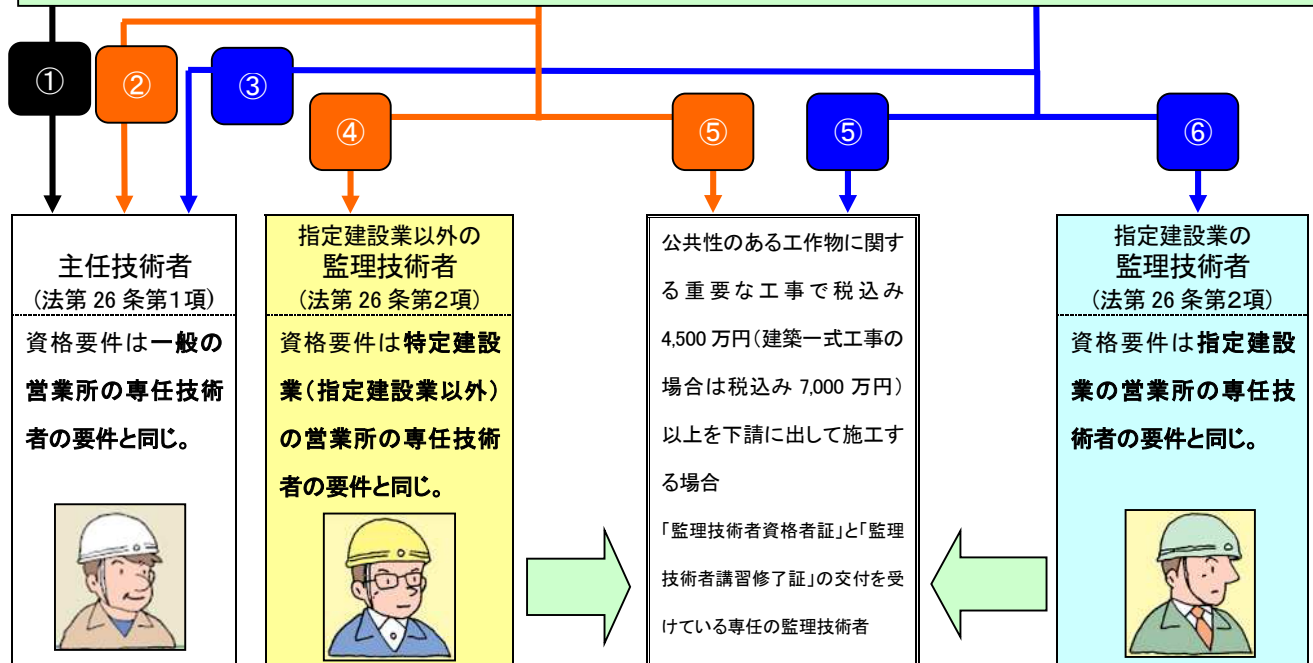 ①
②
③
④
⑤
⑤
⑥
主任技術者
(法第 26 条第1項)
資格要件は一般の
営業所の専任技術
者の要件と同じ。
指定建設業以外の
監理技術者
(法第 26 条第2項)
資格要件は特定建設
業(指定建設業以外)
の営業所の専任技術
者の要件と同じ。
公共性のある工作物に関す
る重要な工事で税込み
4,500 万円(建築一式工事の
場合は税込み 7,000 万円)
以上を下請に出して施工す
る場合
「監理技術者資格者証」と「監理
技術者講習修了証」の交付を受
けている専任の監理技術者
指定建設業の
監理技術者
(法第 26 条第2項)
資格要件は指定建設
業の営業所の専任技
術者の要件と同じ。